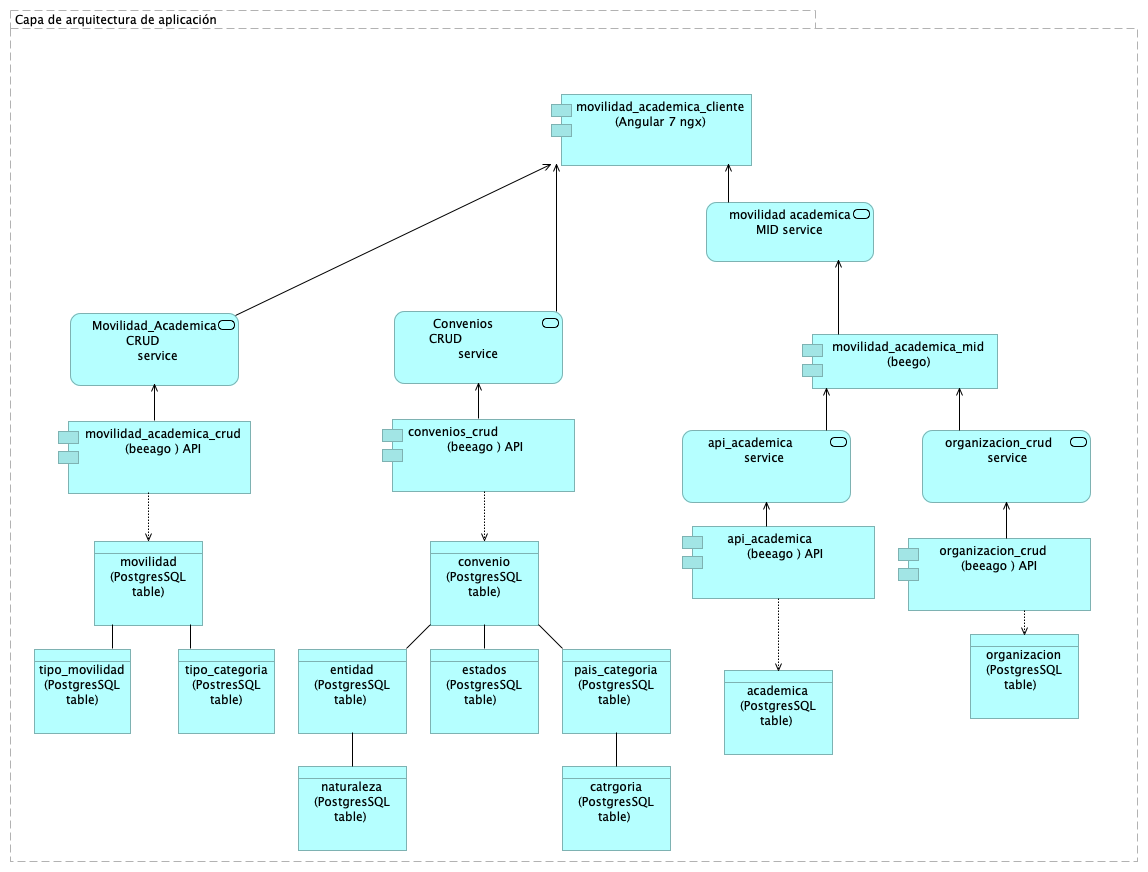 Capa de arquitectura de aplicación
movilidad_academica_cliente
(Angular 7 ngx)
movilidad academica
MID service
Movilidad_Academica
CRUD
service
Convenios
CRUD
service
movilidad_academica_mid
(beego)
movilidad_academica_crud
(beeago ) API
convenios_crud
(beeago ) API
api_academica
service
organizacion_crud
service
api_academica
(beeago ) API
organizacion_crud
(beeago ) API
movilidad
(PostgresSQL
table)
convenio
(PostgresSQL
table)
organizacion
(PostgresSQL
table)
tipo_movilidad
(PostgresSQL
table)
tipo_categoria
(PostresSQL
table)
entidad
(PostgresSQL
table)
estados
(PostgresSQL
table)
pais_categoria
(PostgresSQL
table)
academica
(PostgresSQL
table)
naturaleza
(PostgresSQL
table)
catrgoria
(PostgresSQL
table)